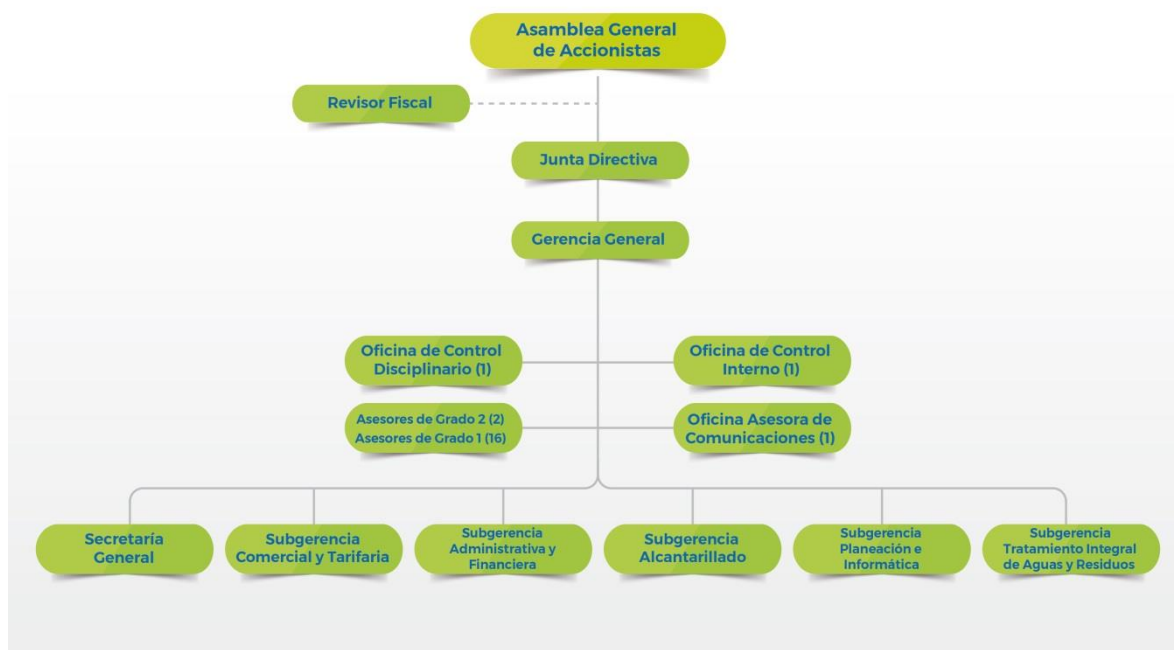 Asamblea General
de Accionistas
Revisor Fiscal
Junta Directiva
Gerencia General
Oficina de Control
Disciplinario (1)
Oficina de Control
Interno (1)
Asesores de Grado 2 (2)
Asesores de Grado 1 (16)
Oficina Asesora de
Comunicaciones (1)
Secretaría
General
Subgerencia
Comercial y Tarifaria
Subgerencia
Administrativa y
Financiera
Subgerencia
Alcantarillado
Subgerencia
Planeación e
Informática
Subgerencia
Tratamiento Integral
de Aguas y Residuos